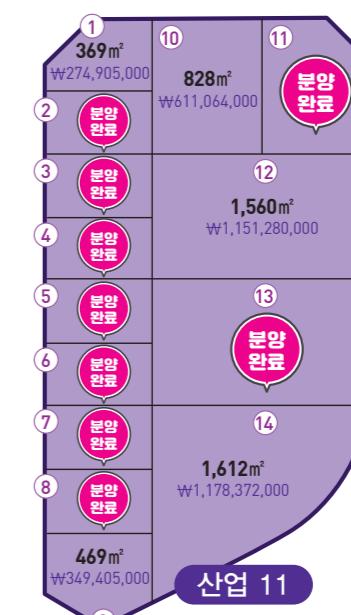 ①
369㎡
₩274,905,000
②
분양
완료
③
분양
완료
④
분양
완료
⑤
분양
완료
⑥
분양
완료
⑦
분양
완료
⑧
분양
완료
469㎡
₩349,405,000
⑩
828㎡
₩611,064,000
⑪
분양
완료
⑫
1,560㎡
₩1,151,280,000
⑬
분양
완료
⑭
1,612㎡
₩1,178,372,000
산업 11